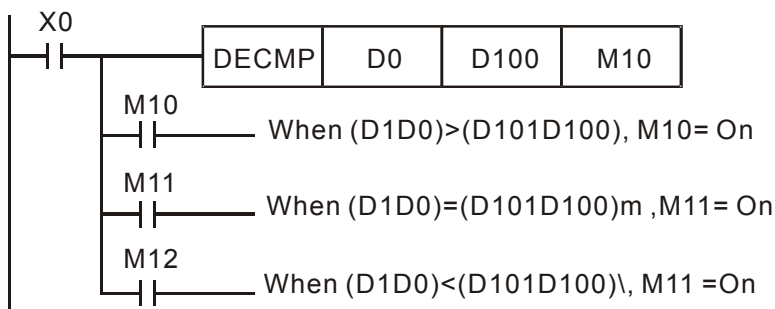 X0
DECMP D0 D100 M10
M10
When (D1D0)>(D101D100), M10= On
M11
When (D1D0)=(D101D100)m ,M11= On
M12
When (D1D0)<(D101D100)\, M11 =On